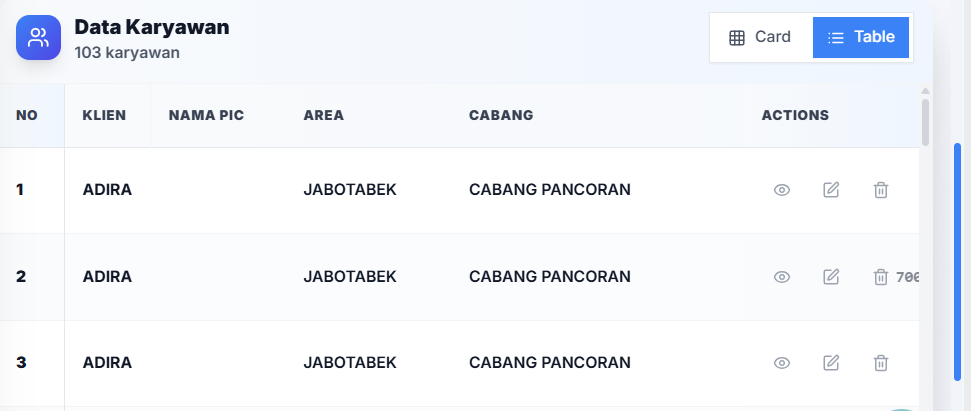 Data Karyawan
103 karyawan
Card Table
NO KLIEN NAMA PIC AREA CABANG ACTIONS
1 ADIRA JABOTABEK CABANG PANCORAN
2 ADIRA JABOTABEK CABANG PANCORAN
3 ADIRA JABOTABEK CABANG PANCORAN